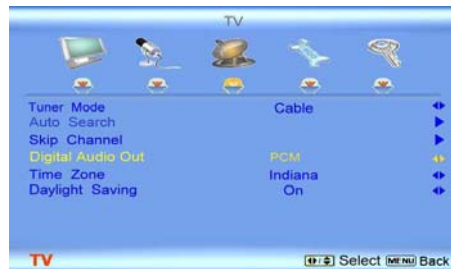 TV
Tuner Mode Cable
Auto Search
Skip Channel
Digital Audio Out PCM
Time Zone Indiana
Daylight Saving On
TV Select MENU Back